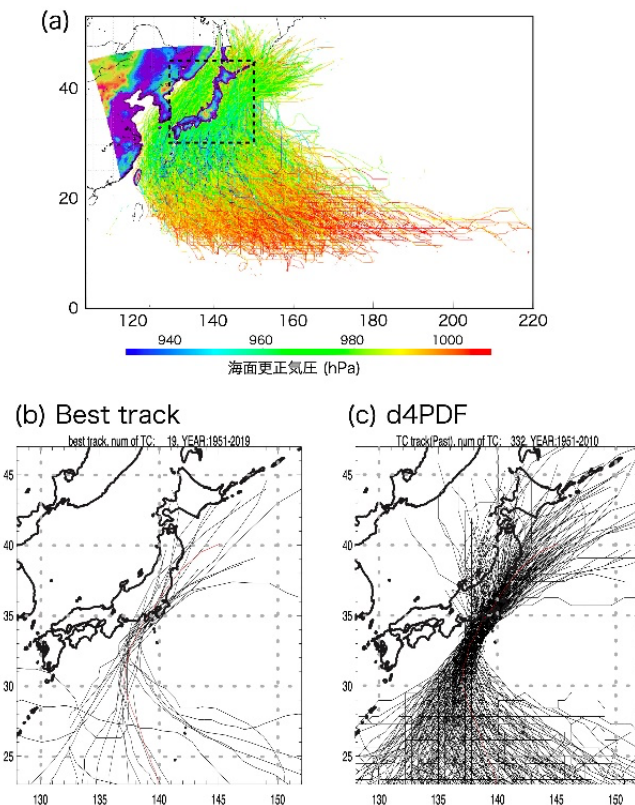 (a)
40
20
0
120 140 160 180 200 220
940 960 980 1000
海面更正気圧 (hPa)
(b) Best track
best track, num of TC: 19, YEAR:1951-2019
45
40
35
30
25
130 135 140 145 150
(c) d4PDF
TC track(Past), num of TC: 332, YEAR:1951-2010
45
40
35
30
25
130 135 140 145 150